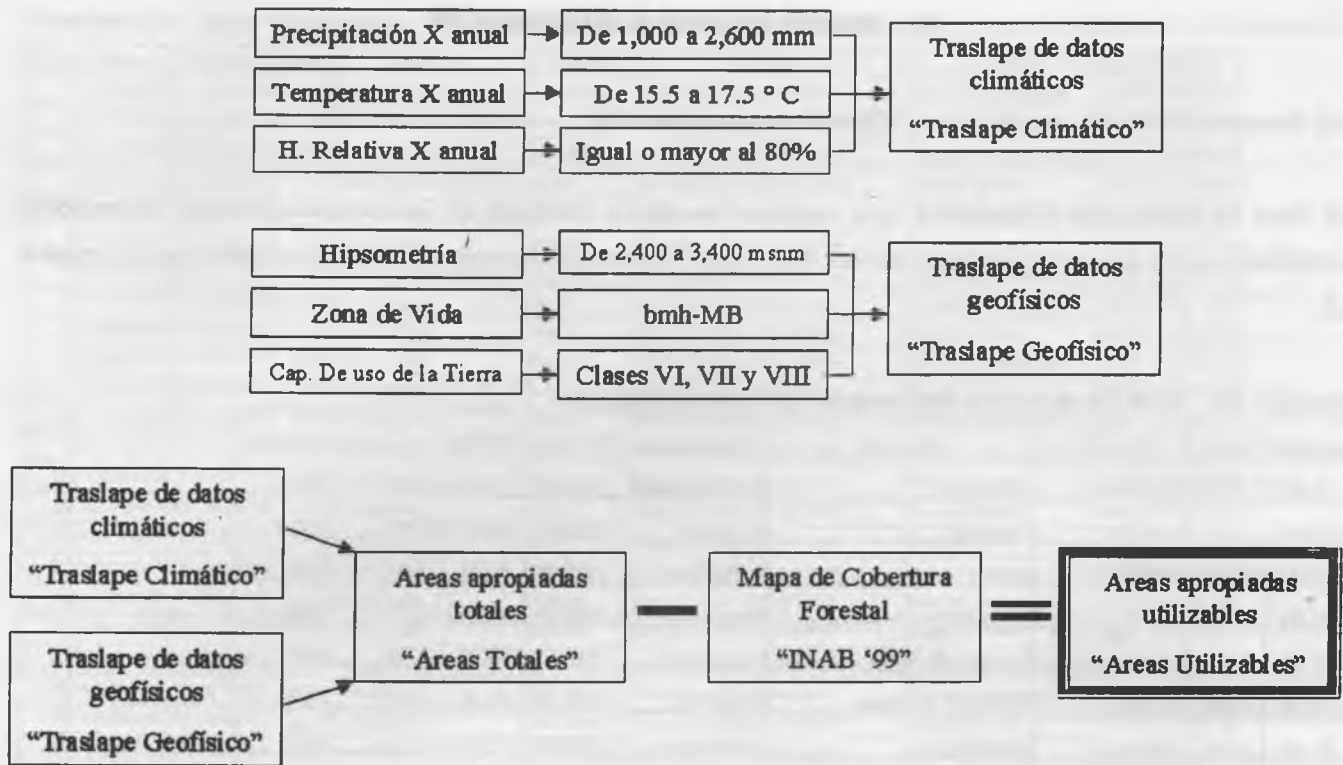 Precipitación X anual
De 1,000 a 2,600 mm
Temperatura X anual
De 15.5 a 17.5 ° C
H. Relativa X anual
Igual o mayor al 80%
Traslape de datos
climáticos
“Traslape Climático”
Hipsometría
De 2,400 a 3,400 msnm
Zona de Vida
bmh-MB
Cap. De uso de la Tierra
Clases VI, VII y VIII
Traslape de datos
geofísicos
“Traslape Geofísico”
Traslape de datos
climáticos
“Traslape Climático”
Traslape de datos
geofísicos
“Traslape Geofísico”
Areas apropiadas
totales
“Areas Totales”
Mapa de Cobertura
Forestal
“INAB ‘99”
Areas apropadas
utilizables
“Areas Utilizables”